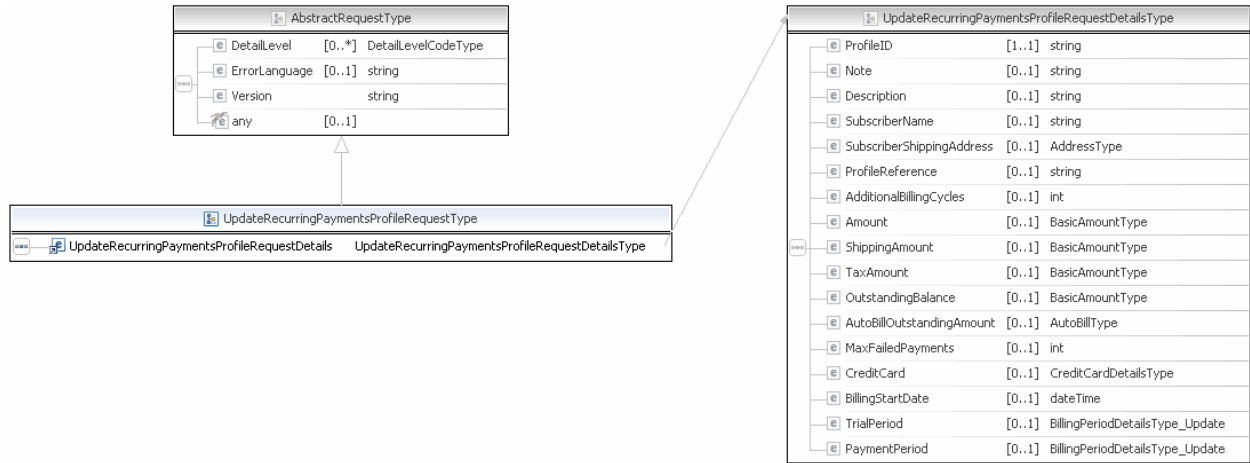 AbstractRequestType
DetailLevel [0..*] DetailLevelCodeType
ErrorLanguage [0..1] string
Version string
any [0..1]
UpdateRecurringPaymentsProfileRequestType
UpdateRecurringPaymentsProfileRequestDetails UpdateRecurringPaymentsProfileRequestDetailsType
UpdateRecurringPaymentsProfileRequestDetailsType
ProfileID [1..1] string
Note [0..1] string
Description [0..1] string
SubscriberName [0..1] string
SubscriberShippingAddress [0..1] AddressType
ProfileReference [0..1] string
AdditionalBillingCycles [0..1] int
Amount [0..1] BasicAmountType
ShippingAmount [0..1] BasicAmountType
TaxAmount [0..1] BasicAmountType
OutstandingBalance [0..1] BasicAmountType
AutoBillOutstandingAmount [0..1] AutoBillType
MaxFailedPayments [0..1] int
CreditCard [0..1] CreditCardDetailsType
BillingStartDate [0..1] dateTime
TrialPeriod [0..1] BillingPeriodDetailsType_Update
PaymentPeriod [0..1] BillingPeriodDetailsType_Update